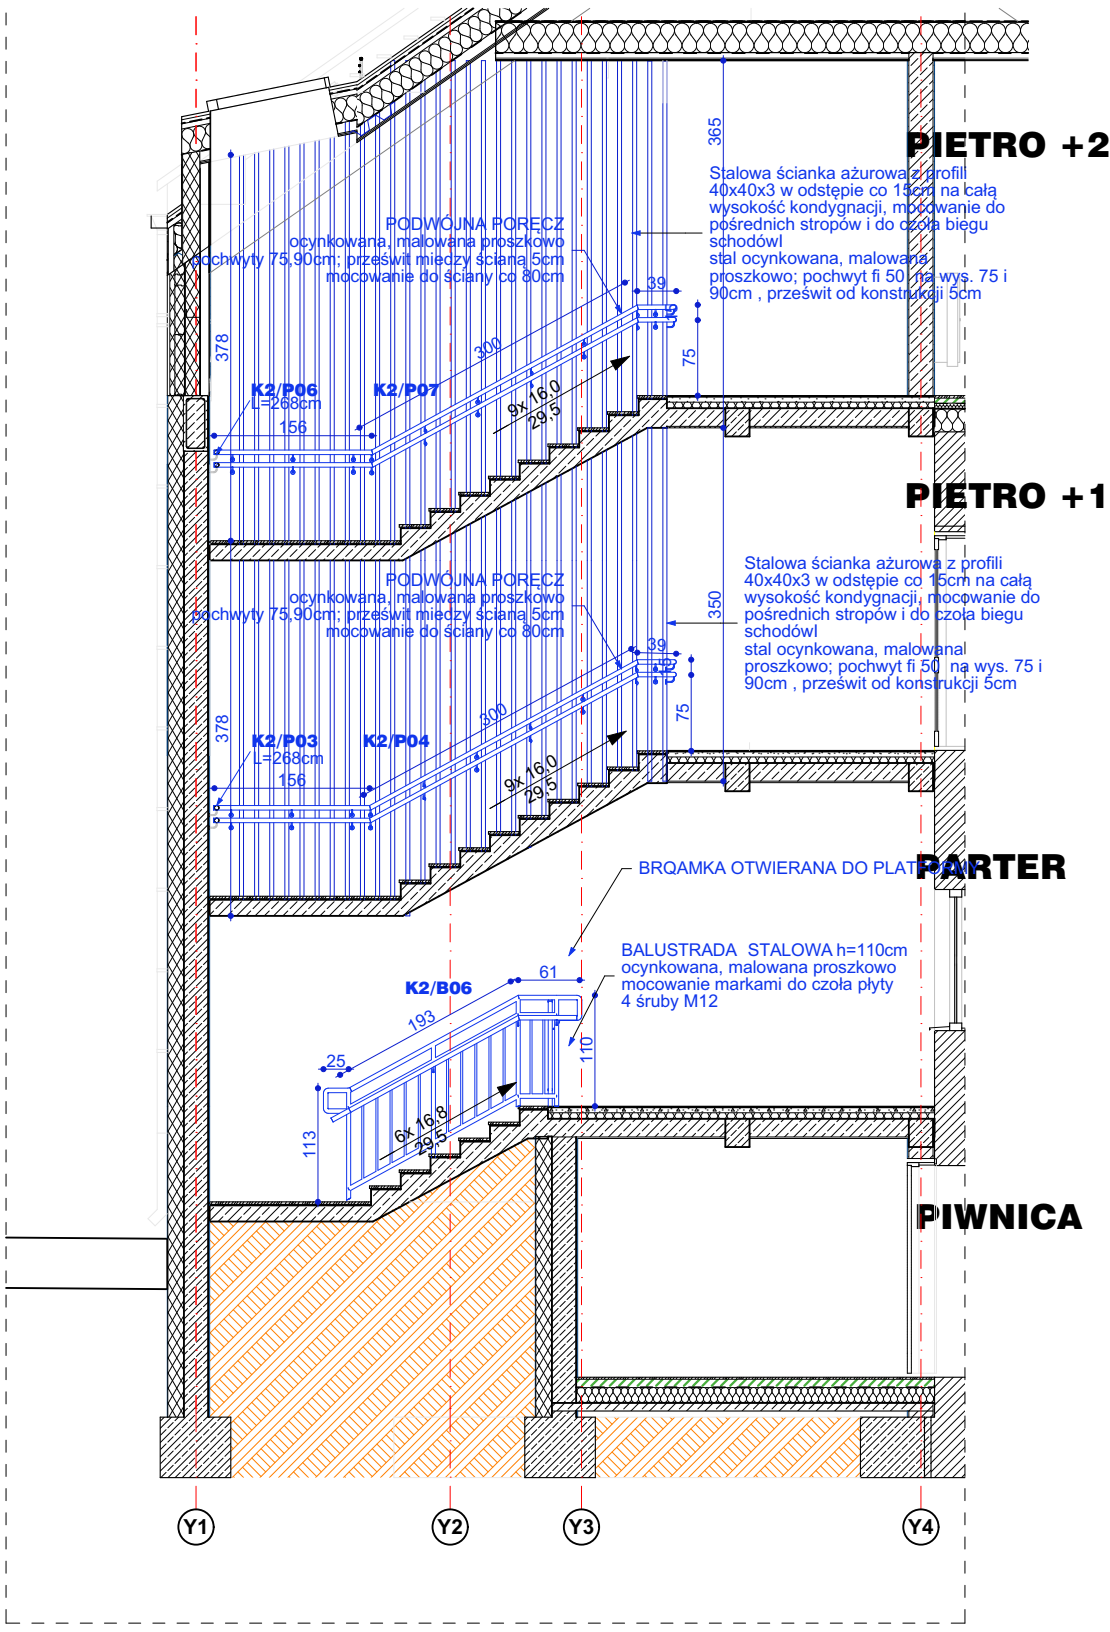 365
PIETRO +2
Stalowa ścianka ażurowa z profili
40x40x3 w odstępie co 15cm na całą
wysokość kondygnacji, mocowanie do
pośrednich stropów i do czoła biegu
schodówl
stal ocynkowana, malowana
proszkowo; pochwyt fi 50 na wys. 75 i
90cm , prześwit od konstrukcji 5cm
PODWÓJNA PORĘCZ
ocynkowana, malowana proszkowo
pochwyty 75,90cm; prześwit miedzy ścianą 5cm
mocowanie do ściany co 80cm
39
15
378
300
75
K2/P06
L=268cm
K2/P07
156
9x 16,0
29,5
PIETRO +1
Stalowa ścianka ażurowa z profili
40x40x3 w odstępie co 15cm na całą
wysokość kondygnacji, mocowanie do
pośrednich stropów i do czoła biegu
schodówl
stal ocynkowana, malowana
proszkowo; pochwyt fi 50 na wys. 75 i
90cm , prześwit od konstrukcji 5cm
350
PODWÓJNA PORĘCZ
ocynkowana, malowana proszkowo
pochwyty 75,90cm; prześwit miedzy ścianą 5cm
mocowanie do ściany co 80cm
39
15
378
300
75
K2/P03
L=268cm
K2/P04
156
9x 16,0
29,5
BRQAMKA OTWIERANA DO PLATFORMY
PARTER
BALUSTRADA STALOWA h=110cm
ocynkowana, malowana proszkowo
mocowanie markami do czoła płyty
4 śruby M12
61
K2/B06
193
25
110
113
6x 16,8
29,5
PIWNICA
Y1
Y2
Y3
Y4